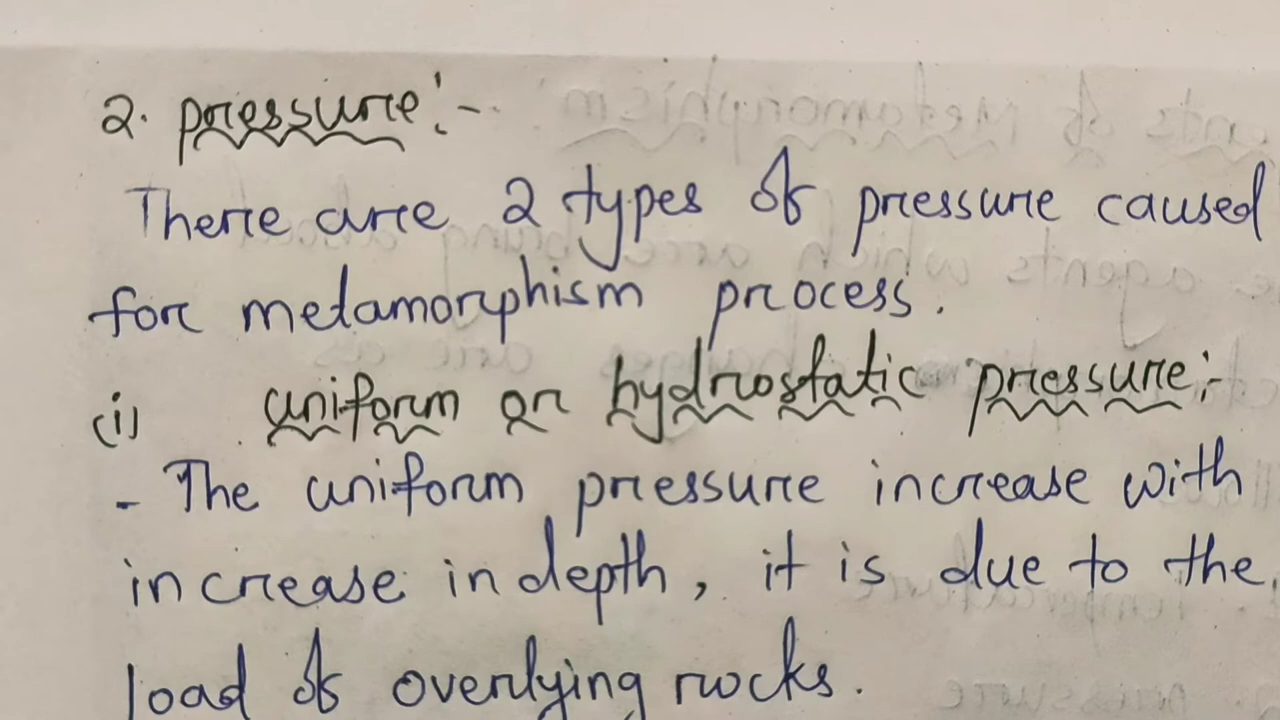 2. pressure:-
There are 2 types of pressure caused
for metamorphism process.
(i) uniform or hydrostatic pressure:-
- The uniform pressure increase with
increase in depth, it is due to the
load of overlying rocks.